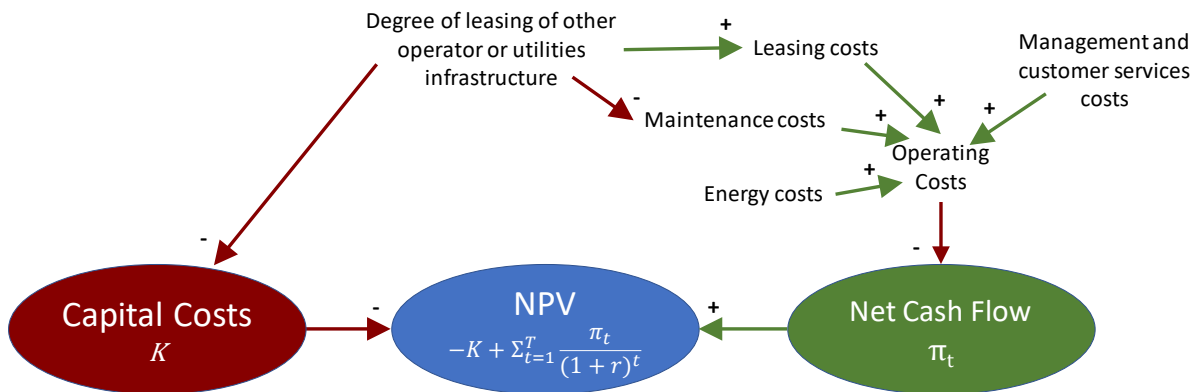 Degree of leasing of other
operator or utilities
infrastructure
+
Leasing costs
Management and
customer services
costs
-
+
+
Maintenance costs
+
Operating
Costs
+
Energy costs
-
-
Capital Costs
K
-
NPV
−K + Σ_{t=1}^{T} π_t / (1 + r)^t
+
Net Cash Flow
π_t